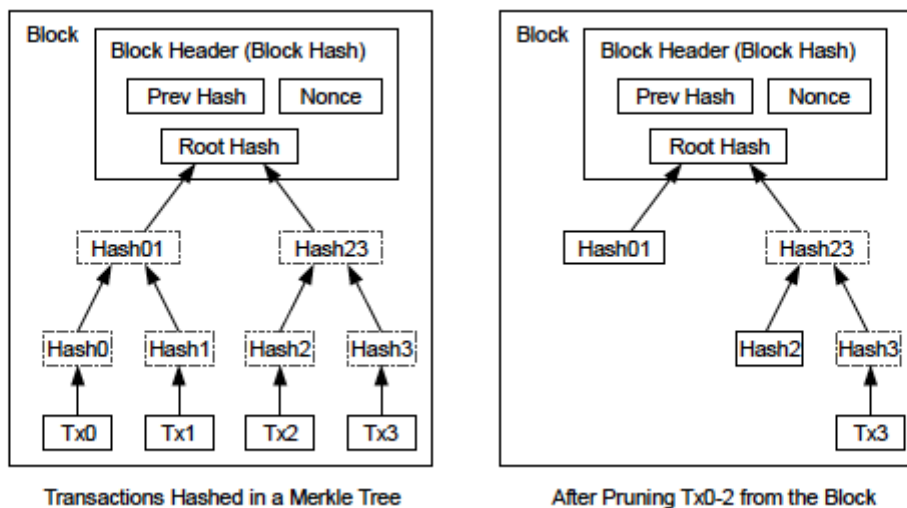 Block
Block Header (Block Hash)
Prev Hash
Nonce
Root Hash
Hash01
Hash23
Hash0
Hash1
Hash2
Hash3
Tx0
Tx1
Tx2
Tx3
Transactions Hashed in a Merkle Tree
Block
Block Header (Block Hash)
Prev Hash
Nonce
Root Hash
Hash01
Hash23
Hash2
Hash3
Tx3
After Pruning Tx0-2 from the Block